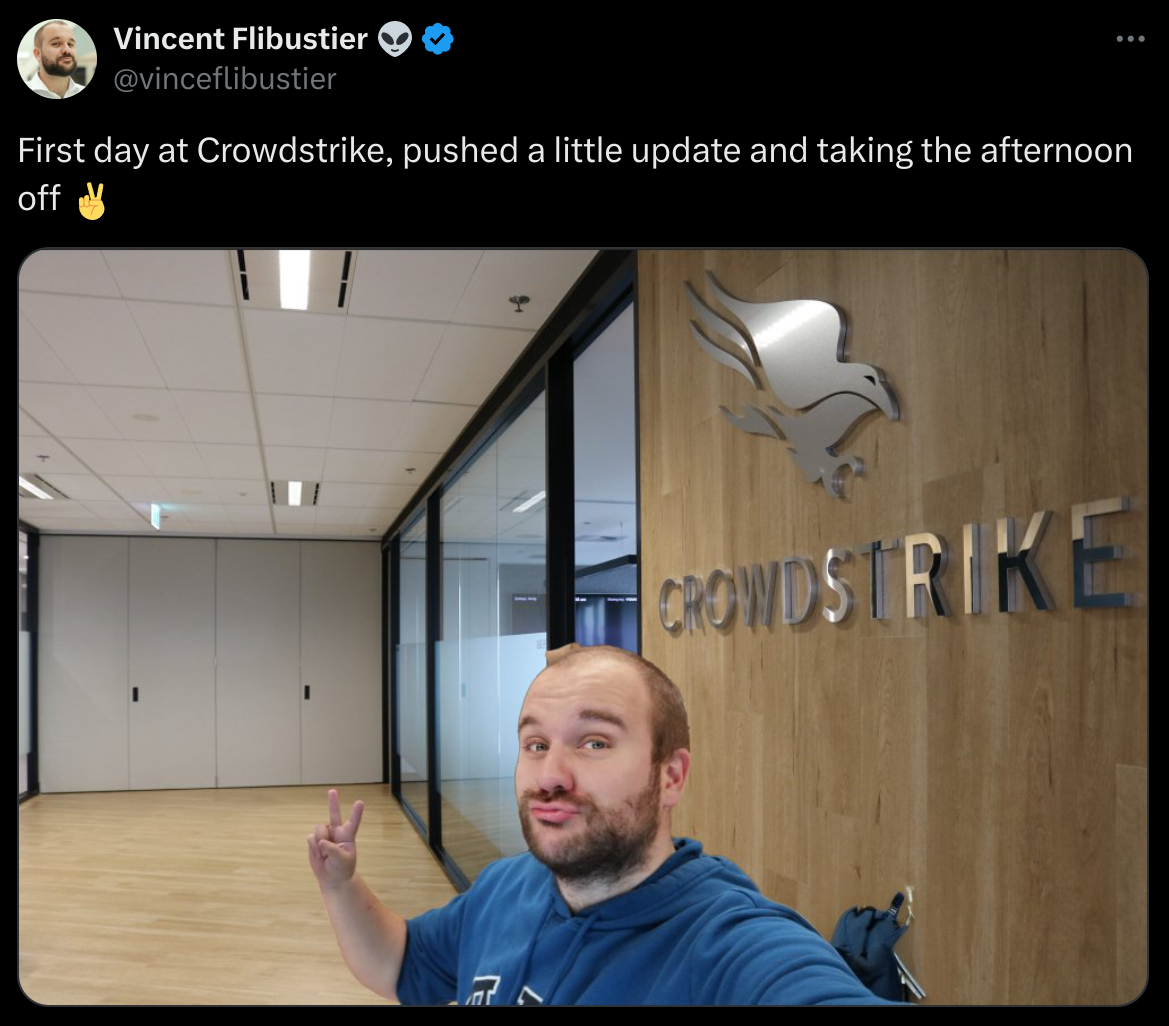 Vincent Flibustier 👽
@vinceflibustier
First day at Crowdstrike, pushed a little update and taking the afternoon
off ✌️
CROWDSTRIKE